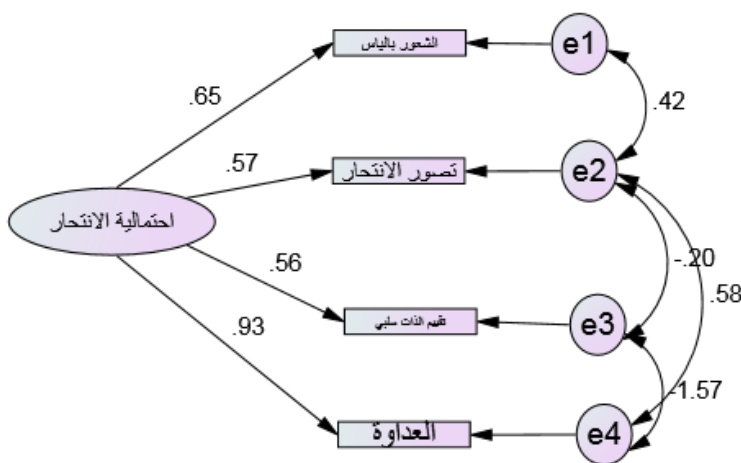 الشعور بالياس
e1
.65
.42
.57
تصور الانتحار
e2
احتمالية الانتحار
.56
-.20
.58
تقييم الذات سلبي
e3
.93
-1.57
العداوة
e4